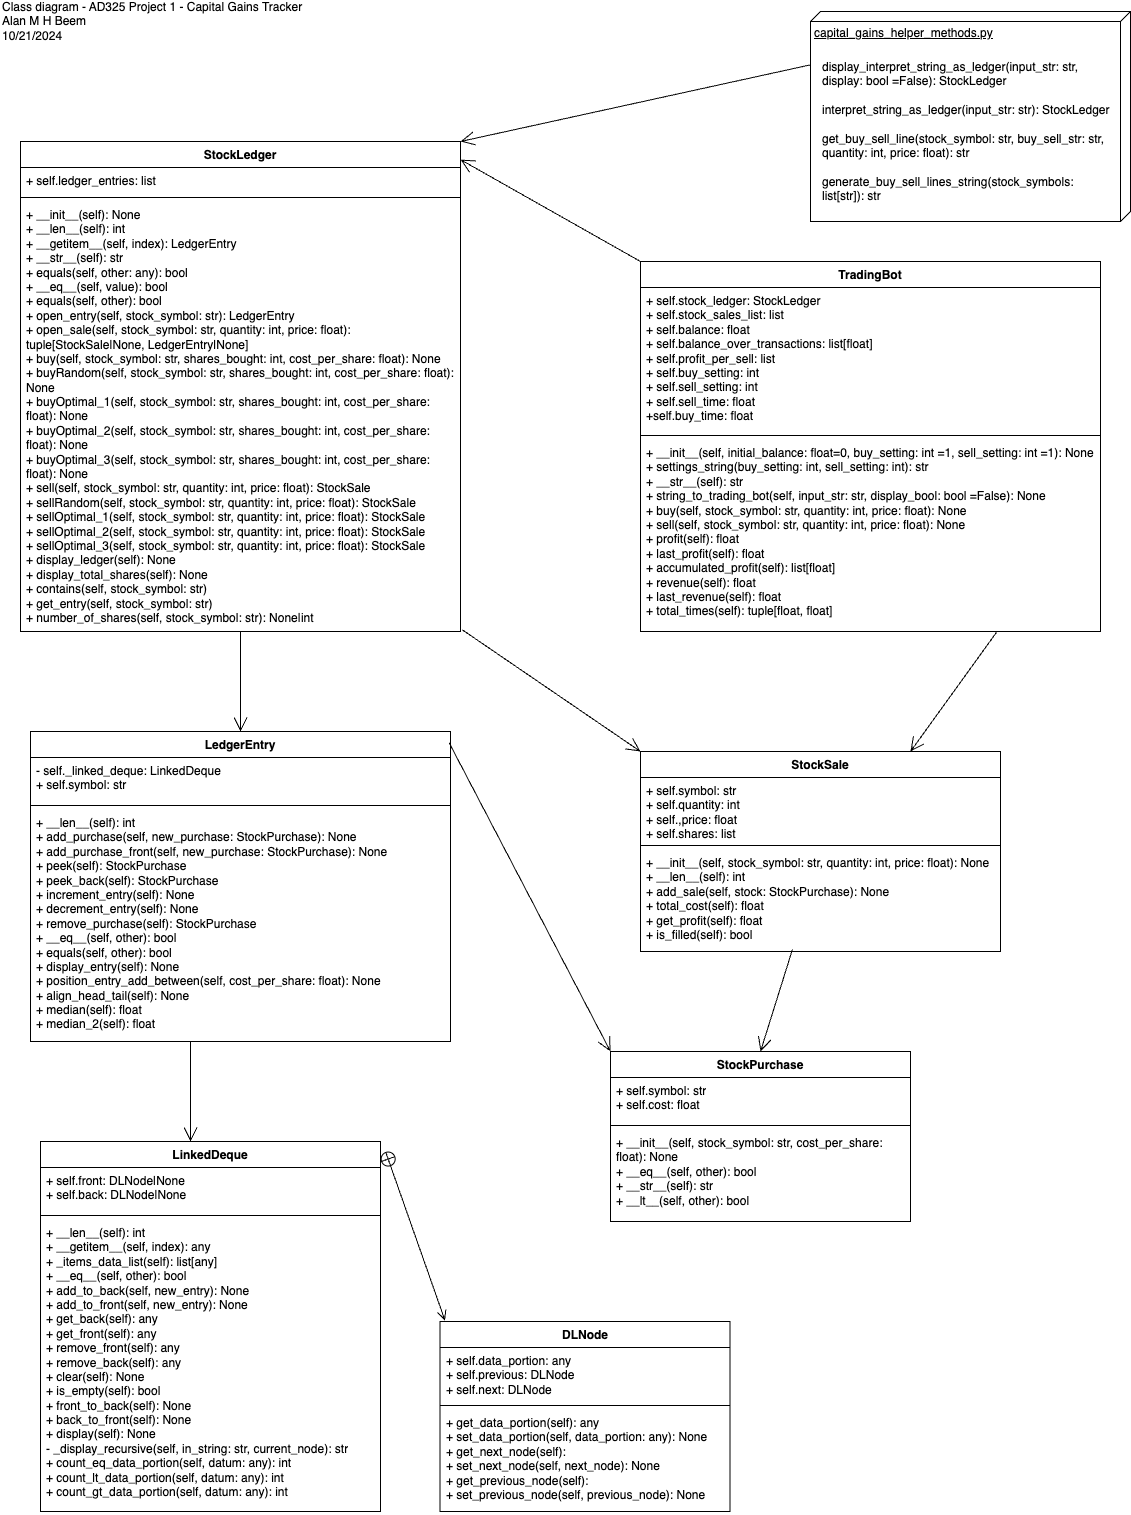 Class diagram - AD325 Project 1 - Capital Gains Tracker
Alan M H Beem
10/21/2024
capital_gains_helper_methods.py
display_interpret_string_as_ledger(input_str: str,
display: bool =False): StockLedger
interpret_string_as_ledger(input_str: str): StockLedger
get_buy_sell_line(stock_symbol: str, buy_sell_str: str,
quantity: int, price: float): str
generate_buy_sell_lines_string(stock_symbols:
list[str]): str
StockLedger
+ self.ledger_entries: list
+ __init__(self): None
+ __len__(self): int
+ __getitem__(self, index): LedgerEntry
+ __str__(self): str
+ equals(self, other: any): bool
+ __eq__(self, value): bool
+ equals(self, other): bool
+ open_entry(self, stock_symbol: str): LedgerEntry
+ open_sale(self, stock_symbol: str, quantity: int, price: float):
tuple[StockSale|None, LedgerEntry|None]
+ buy(self, stock_symbol: str, shares_bought: int, cost_per_share: float): None
+ buyRandom(self, stock_symbol: str, shares_bought: int, cost_per_share: float):
None
+ buyOptimal_1(self, stock_symbol: str, shares_bought: int, cost_per_share:
float): None
+ buyOptimal_2(self, stock_symbol: str, shares_bought: int, cost_per_share:
float): None
+ buyOptimal_3(self, stock_symbol: str, shares_bought: int, cost_per_share:
float): None
+ sell(self, stock_symbol: str, quantity: int, price: float): StockSale
+ sellRandom(self, stock_symbol: str, quantity: int, price: float): StockSale
+ sellOptimal_1(self, stock_symbol: str, quantity: int, price: float): StockSale
+ sellOptimal_2(self, stock_symbol: str, quantity: int, price: float): StockSale
+ sellOptimal_3(self, stock_symbol: str, quantity: int, price: float): StockSale
+ display_ledger(self): None
+ display_total_shares(self): None
+ contains(self, stock_symbol: str)
+ get_entry(self, stock_symbol: str)
+ number_of_shares(self, stock_symbol: str): None|int
TradingBot
+ self.stock_ledger: StockLedger
+ self.stock_sales_list: list
+ self.balance: float
+ self.balance_over_transactions: list[float]
+ self.profit_per_sell: list
+ self.buy_setting: int
+ self.sell_setting: int
+ self.sell_time: float
+self.buy_time: float
+ __init__(self, initial_balance: float=0, buy_setting: int =1, sell_setting: int =1): None
+ settings_string(buy_setting: int, sell_setting: int): str
+ __str__(self): str
+ string_to_trading_bot(self, input_str: str, display_bool: bool =False): None
+ buy(self, stock_symbol: str, quantity: int, price: float): None
+ sell(self, stock_symbol: str, quantity: int, price: float): None
+ profit(self): float
+ last_profit(self): float
+ accumulated_profit(self): list[float]
+ revenue(self): float
+ last_revenue(self): float
+ total_times(self): tuple[float, float]
LedgerEntry
- self._linked_deque: LinkedDeque
+ self.symbol: str
+ __len__(self): int
+ add_purchase(self, new_purchase: StockPurchase): None
+ add_purchase_front(self, new_purchase: StockPurchase): None
+ peek(self): StockPurchase
+ peek_back(self): StockPurchase
+ increment_entry(self): None
+ decrement_entry(self): None
+ remove_purchase(self): StockPurchase
+ __eq__(self, other): bool
+ equals(self, other): bool
+ display_entry(self): None
+ position_entry_add_between(self, cost_per_share: float): None
+ align_head_tail(self): None
+ median(self): float
+ median_2(self): float
StockSale
+ self.symbol: str
+ self.quantity: int
+ self.,price: float
+ self.shares: list
+ __init__(self, stock_symbol: str, quantity: int, price: float): None
+ __len__(self): int
+ add_sale(self, stock: StockPurchase): None
+ total_cost(self): float
+ get_profit(self): float
+ is_filled(self): bool
StockPurchase
+ self.symbol: str
+ self.cost: float
+ __init__(self, stock_symbol: str, cost_per_share:
float): None
+ __eq__(self, other): bool
+ __str__(self): str
+ __lt__(self, other): bool
LinkedDeque
+ self.front: DLNode|None
+ self.back: DLNode|None
+ __len__(self): int
+ __getitem__(self, index): any
+ _items_data_list(self): list[any]
+ __eq__(self, other): bool
+ add_to_back(self, new_entry): None
+ add_to_front(self, new_entry): None
+ get_back(self): any
+ get_front(self): any
+ remove_front(self): any
+ remove_back(self): any
+ clear(self): None
+ is_empty(self): bool
+ front_to_back(self): None
+ back_to_front(self): None
+ display(self): None
- _display_recursive(self, in_string: str, current_node): str
+ count_eq_data_portion(self, datum: any): int
+ count_lt_data_portion(self, datum: any): int
+ count_gt_data_portion(self, datum: any): int
DLNode
+ self.data_portion: any
+ self.previous: DLNode
+ self.next: DLNode
+ get_data_portion(self): any
+ set_data_portion(self, data_portion: any): None
+ get_next_node(self):
+ set_next_node(self, next_node): None
+ get_previous_node(self):
+ set_previous_node(self, previous_node): None